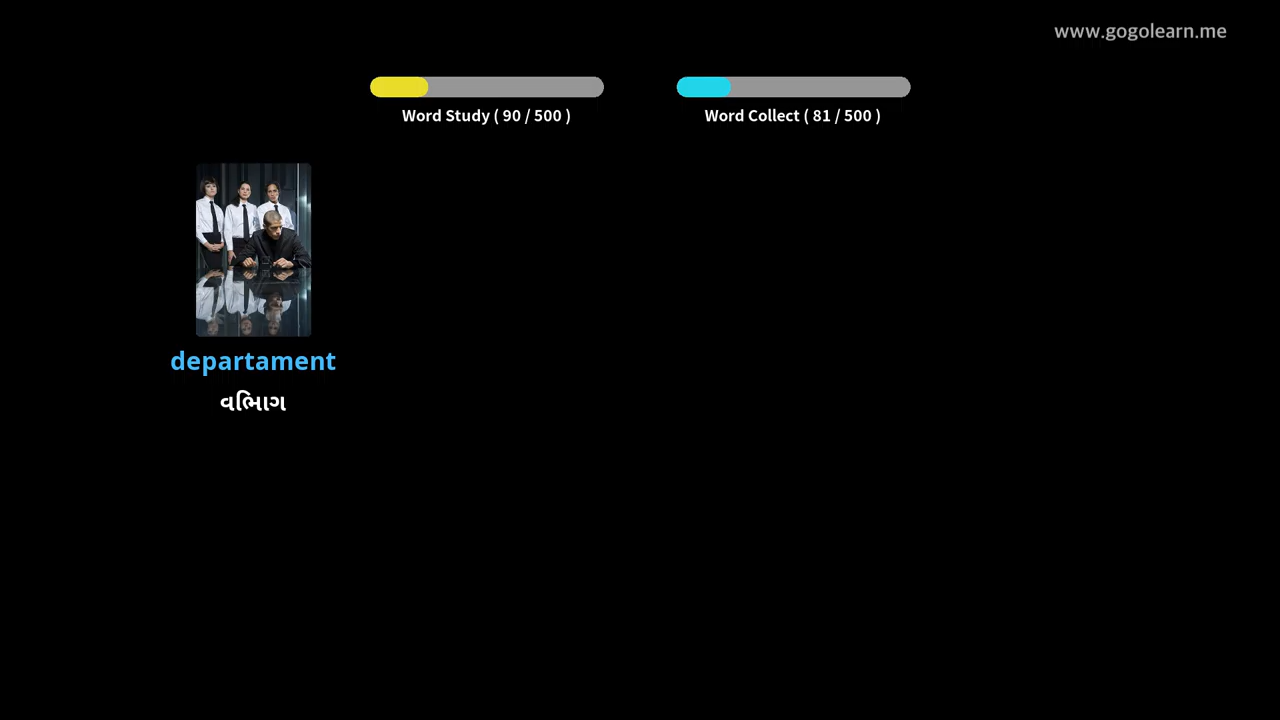 www.gogolearn.me
Word Study ( 90 / 500 )
Word Collect ( 81 / 500 )
departament
વિભાગ